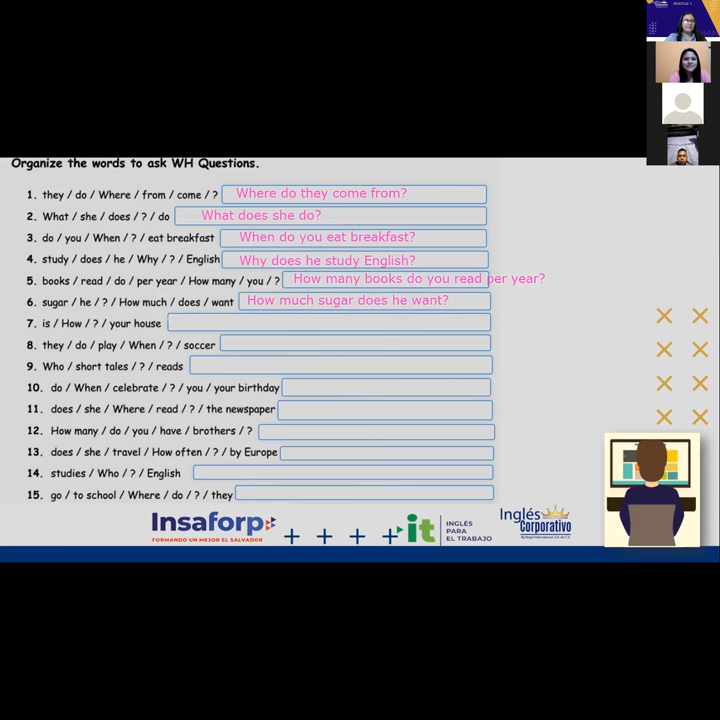 MODULE I
Organize the words to ask WH Questions.
1. they / do / Where / from / come / ? Where do they come from?
2. What / she / does / ? / do What does she do?
3. do / you / When / ? / eat breakfast When do you eat breakfast?
4. study / does / he / Why / ? / English Why does he study English?
5. books / read / do / per year / How many / you / ? How many books do you read per year?
6. sugar / he / ? / How much / does / want How much sugar does he want?
7. is / How / ? / your house
8. they / do / play / When / ? / soccer
9. Who / short tales / ? / reads
10. do / When / celebrate / ? / you / your birthday
11. does / she / Where / read / ? / the newspaper
12. How many / do / you / have / brothers / ?
13. does / she / travel / How often / ? / by Europe
14. studies / Who / ? / English
15. go / to school / Where / do / ? / they
Insaforp
FORMANDO UN MEJOR EL SALVADOR
it
INGLÉS
PARA
EL TRABAJO
Inglés
Corporativo